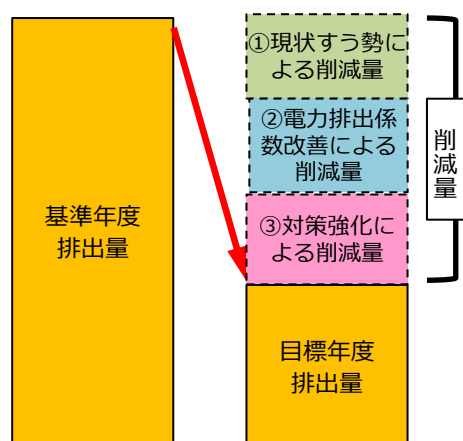 基準年度
排出量
①現状すう勢に
よる削減量
②電力排出係
数改善による
削減量
③対策強化に
よる削減量
目標年度
排出量
削減量